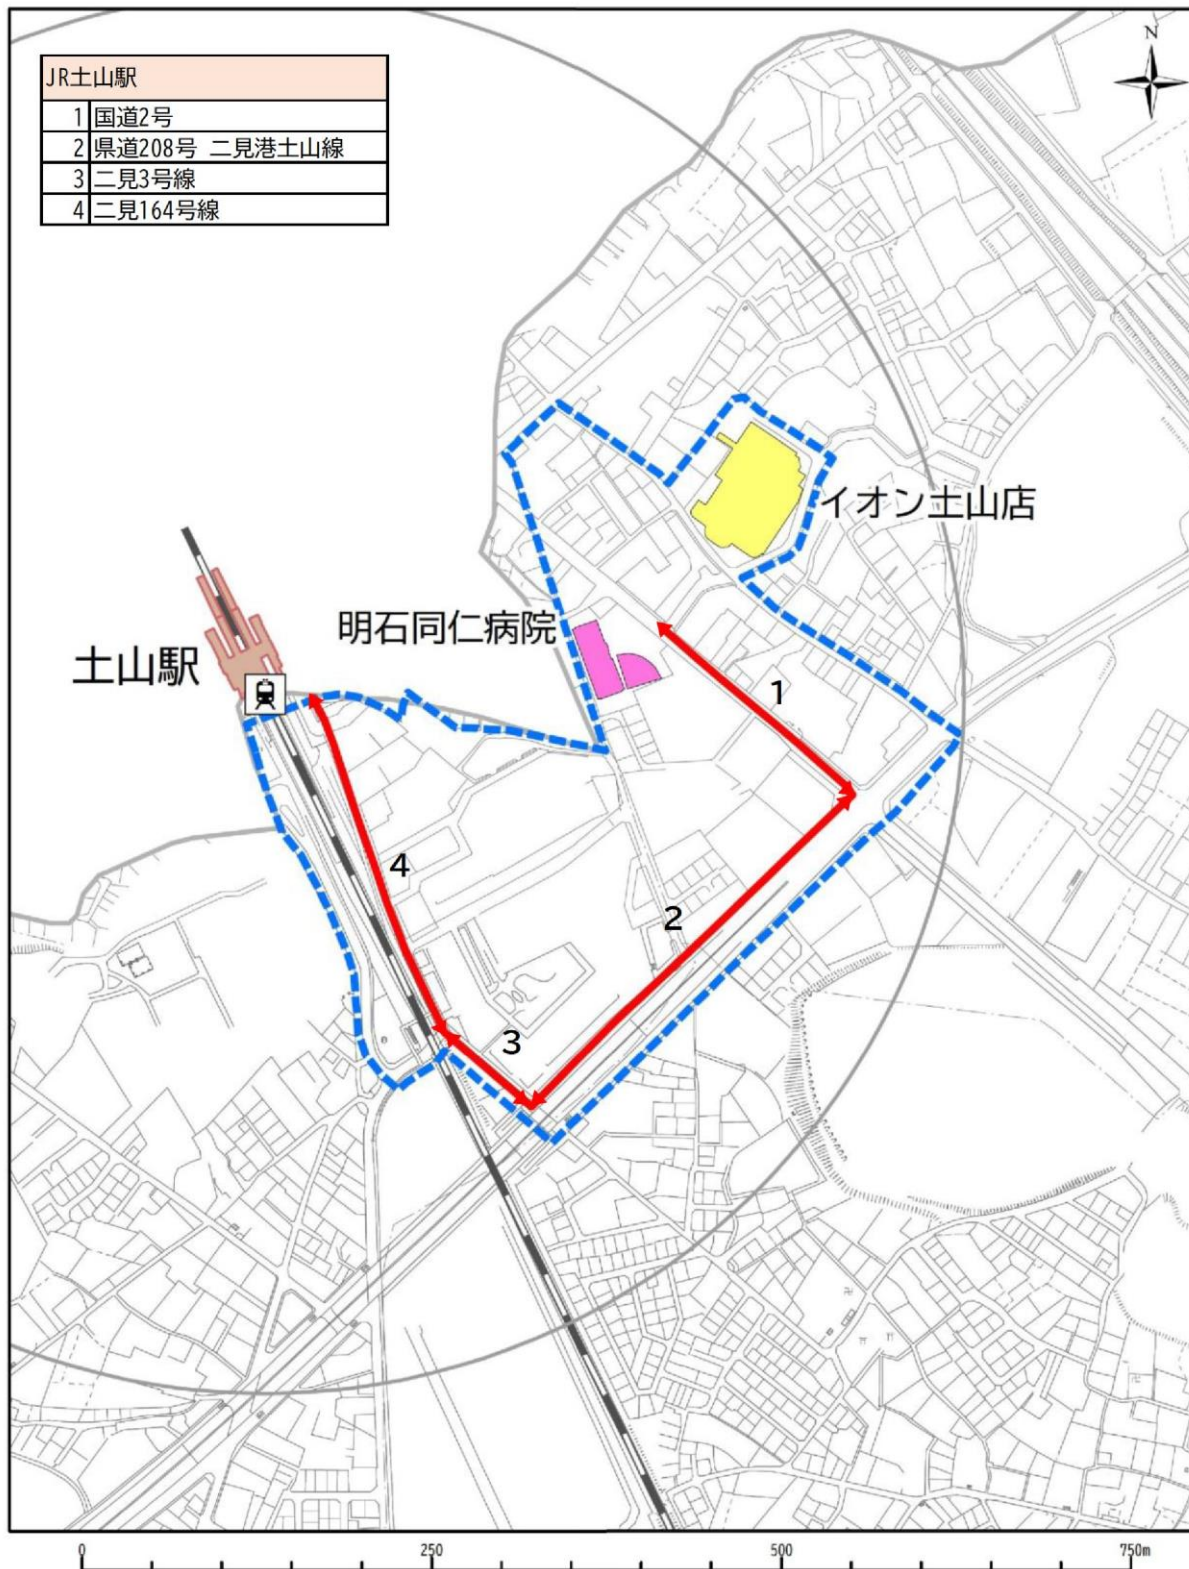 N
JR土山駅
1 国道2号
2 県道208号 二見港土山線
3 二見3号線
4 二見164号線
イオン土山店
明石同仁病院
土山駅
1
4
2
3
0 250 500 750m